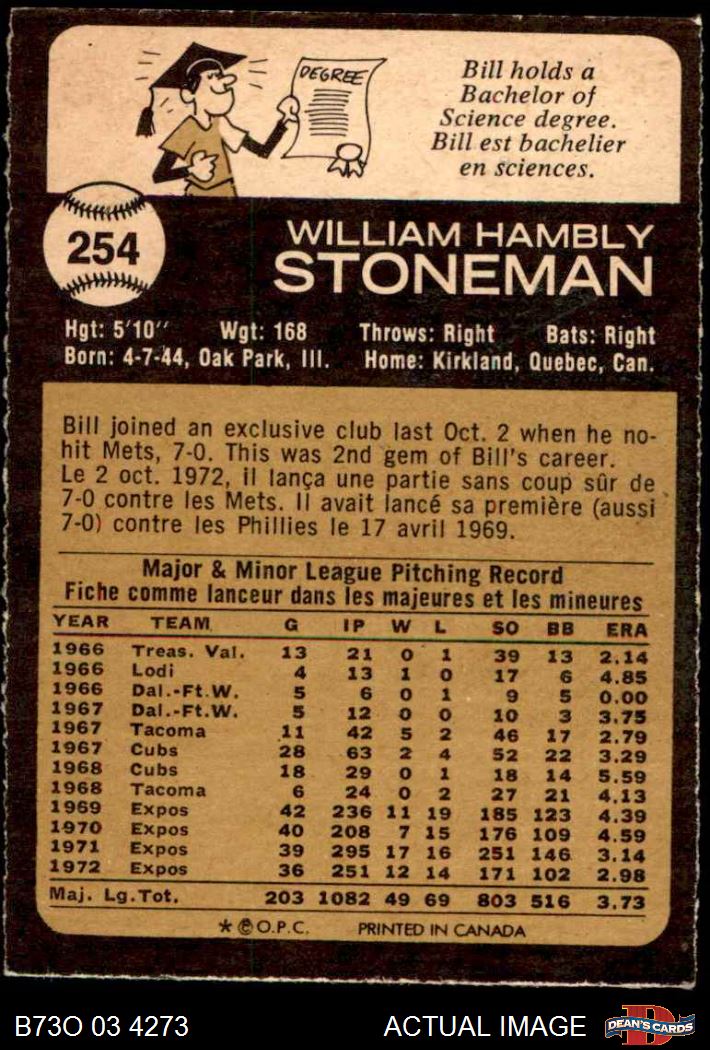 DEGREE
Bill holds a
Bachelor of
Science degree.
Bill est bachelier
en sciences.
254
WILLIAM HAMBLY
STONEMAN
Hgt: 5'10'' Wgt: 168 Throws: Right Bats: Right
Born: 4-7-44, Oak Park, Ill. Home: Kirkland, Quebec, Can.
Bill joined an exclusive club last Oct. 2 when he no-
hit Mets, 7-0. This was 2nd gem of Bill's career.
Le 2 oct. 1972, il lança une partie sans coup sûr de
7-0 contre les Mets. Il avait lancé sa première (aussi
7-0) contre les Phillies le 17 avril 1969.
Major & Minor League Pitching Record
Fiche comme lanceur dans les majeures et les mineures
YEAR TEAM G IP W L SO BB ERA
1966 Treas. Val. 13 21 0 1 39 13 2.14
1966 Lodi 4 13 1 0 17 6 4.85
1966 Dal.-Ft.W. 5 6 0 1 9 5 0.00
1967 Dal.-Ft.W. 5 12 0 0 10 3 3.75
1967 Tacoma 11 42 5 2 46 17 2.79
1967 Cubs 28 63 2 4 52 22 3.29
1968 Cubs 18 29 0 1 18 14 5.59
1968 Tacoma 6 24 0 2 27 21 4.13
1969 Expos 42 236 11 19 185 123 4.39
1970 Expos 40 208 7 15 176 109 4.59
1971 Expos 39 295 17 16 251 146 3.14
1972 Expos 36 251 12 14 171 102 2.98
Maj. Lg.Tot. 203 1082 49 69 803 516 3.73
* © O.P.C. PRINTED IN CANADA
B73O 03 4273 ACTUAL IMAGE DEAN'S CARDS